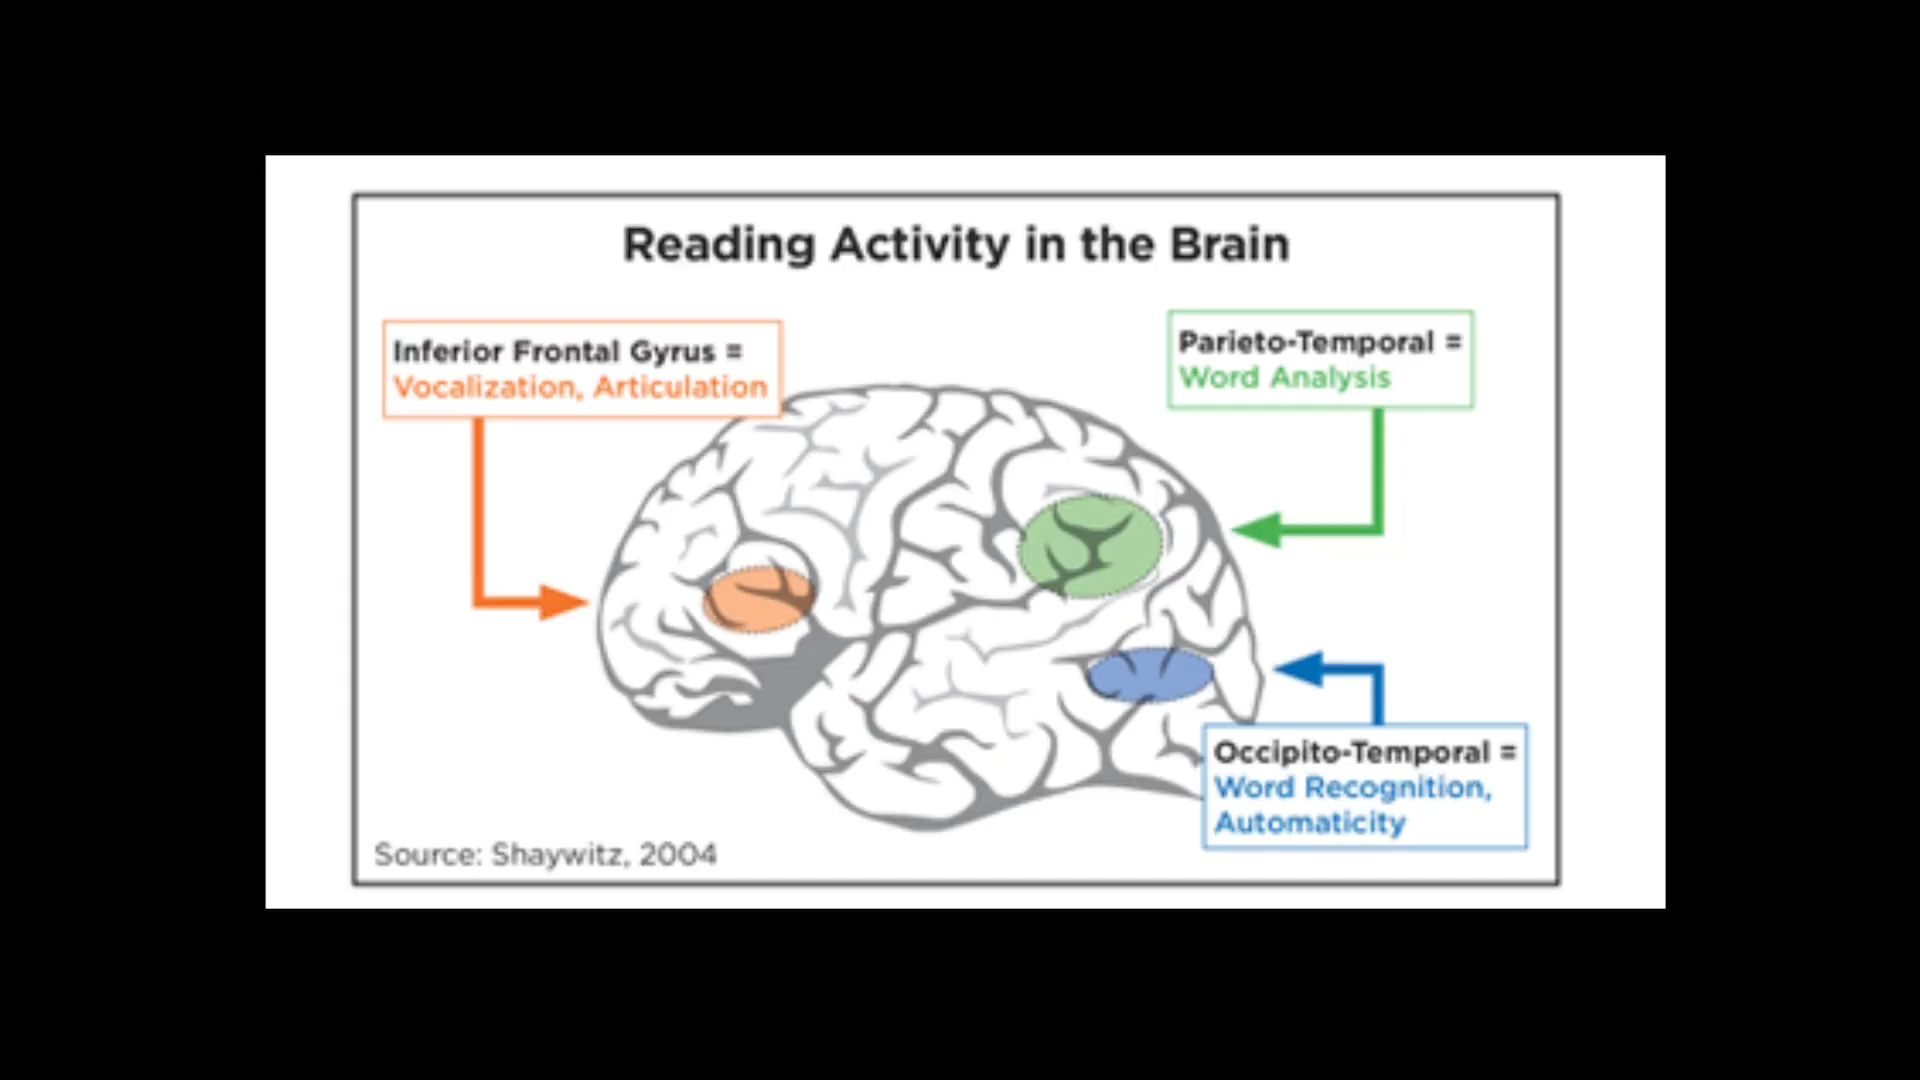 Reading Activity in the Brain
Inferior Frontal Gyrus =
Vocalization, Articulation
Parieto-Temporal =
Word Analysis
Occipito-Temporal =
Word Recognition,
Automaticity
Source: Shaywitz, 2004